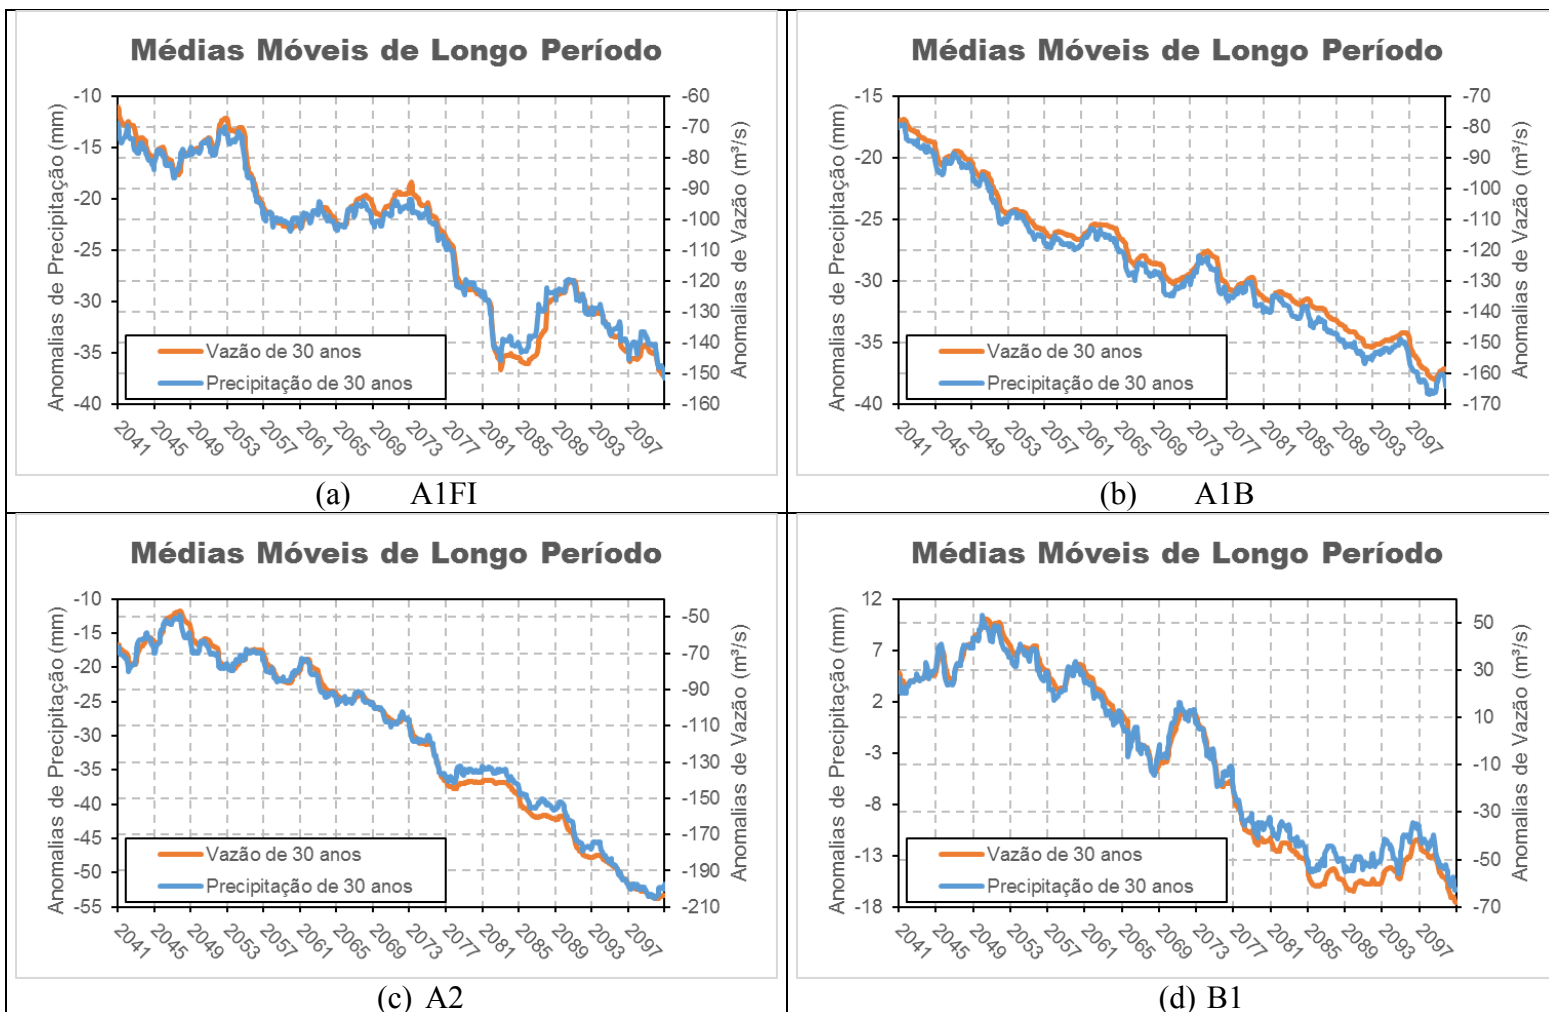 Médias Móveis de Longo Período
Anomalias de Precipitação (mm)
-10
-15
-20
-25
-30
-35
-40
Anomalias de Vazão (m³/s)
-60
-70
-80
-90
-100
-110
-120
-130
-140
-150
-160
Vazão de 30 anos
Precipitação de 30 anos
2041 2045 2049 2053 2057 2061 2065 2069 2073 2077 2081 2085 2089 2093 2097
(a) A1FI
Médias Móveis de Longo Período
Anomalias de Precipitação (mm)
-15
-20
-25
-30
-35
-40
Anomalias de Vazão (m³/s)
-70
-80
-90
-100
-110
-120
-130
-140
-150
-160
-170
Vazão de 30 anos
Precipitação de 30 anos
2041 2045 2049 2053 2057 2061 2065 2069 2073 2077 2081 2085 2089 2093 2097
(b) A1B
Médias Móveis de Longo Período
Anomalias de Precipitação (mm)
-10
-15
-20
-25
-30
-35
-40
-45
-50
-55
Anomalias de Vazão (m³/s)
-50
-70
-90
-110
-130
-150
-170
-190
-210
Vazão de 30 anos
Precipitação de 30 anos
2041 2045 2049 2053 2057 2061 2065 2069 2073 2077 2081 2085 2089 2093 2097
(c) A2
Médias Móveis de Longo Período
Anomalias de Precipitação (mm)
12
7
2
-3
-8
-13
-18
Anomalias de Vazão (m³/s)
50
30
10
-10
-30
-50
-70
Vazão de 30 anos
Precipitação de 30 anos
2041 2045 2049 2053 2057 2061 2065 2069 2073 2077 2081 2085 2089 2093 2097
(d) B1